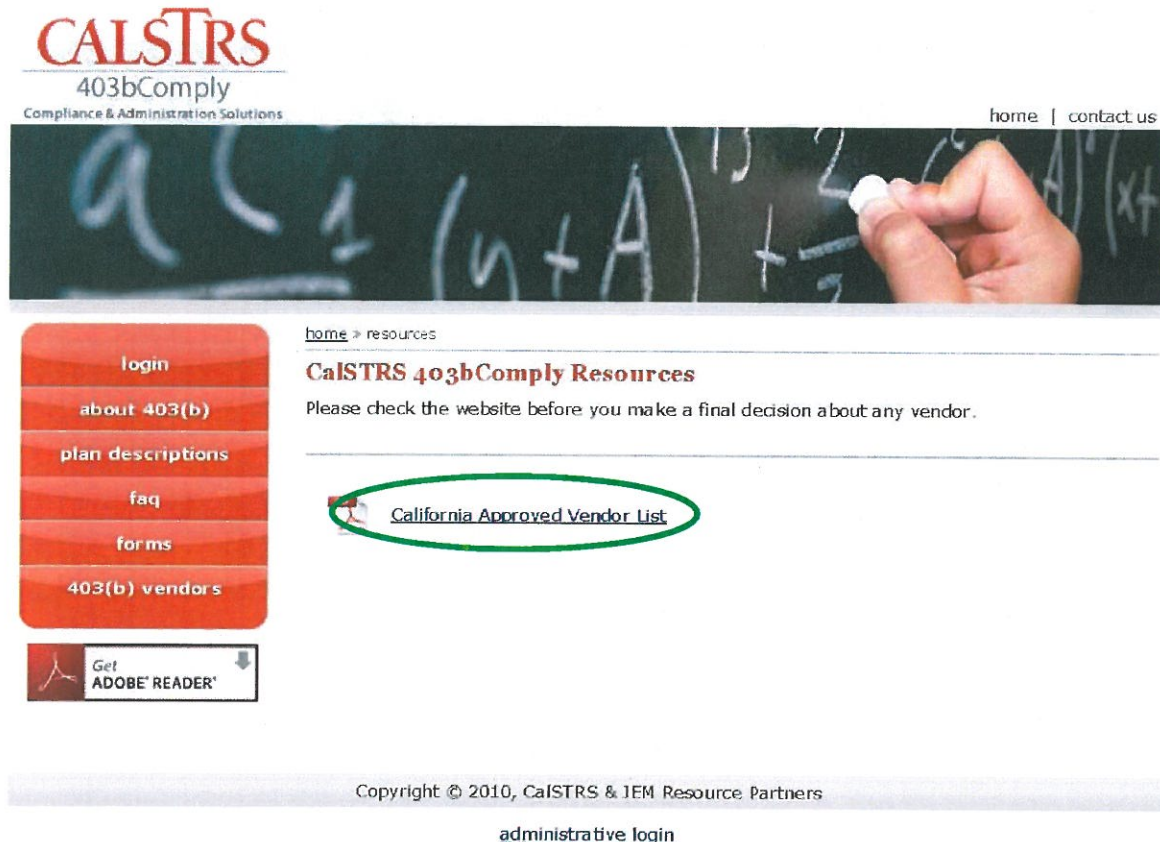 CALSTRS
403bComply
Compliance & Administration Solutions
home | contact us
home » resources
CalSTRS 403bComply Resources
Please check the website before you make a final decision about any vendor.
login
about 403(b)
plan descriptions
faq
forms
403(b) vendors
California Approved Vendor List
Get
ADOBE® READER®
Copyright © 2010, CalSTRS & IEM Resource Partners
administrative login